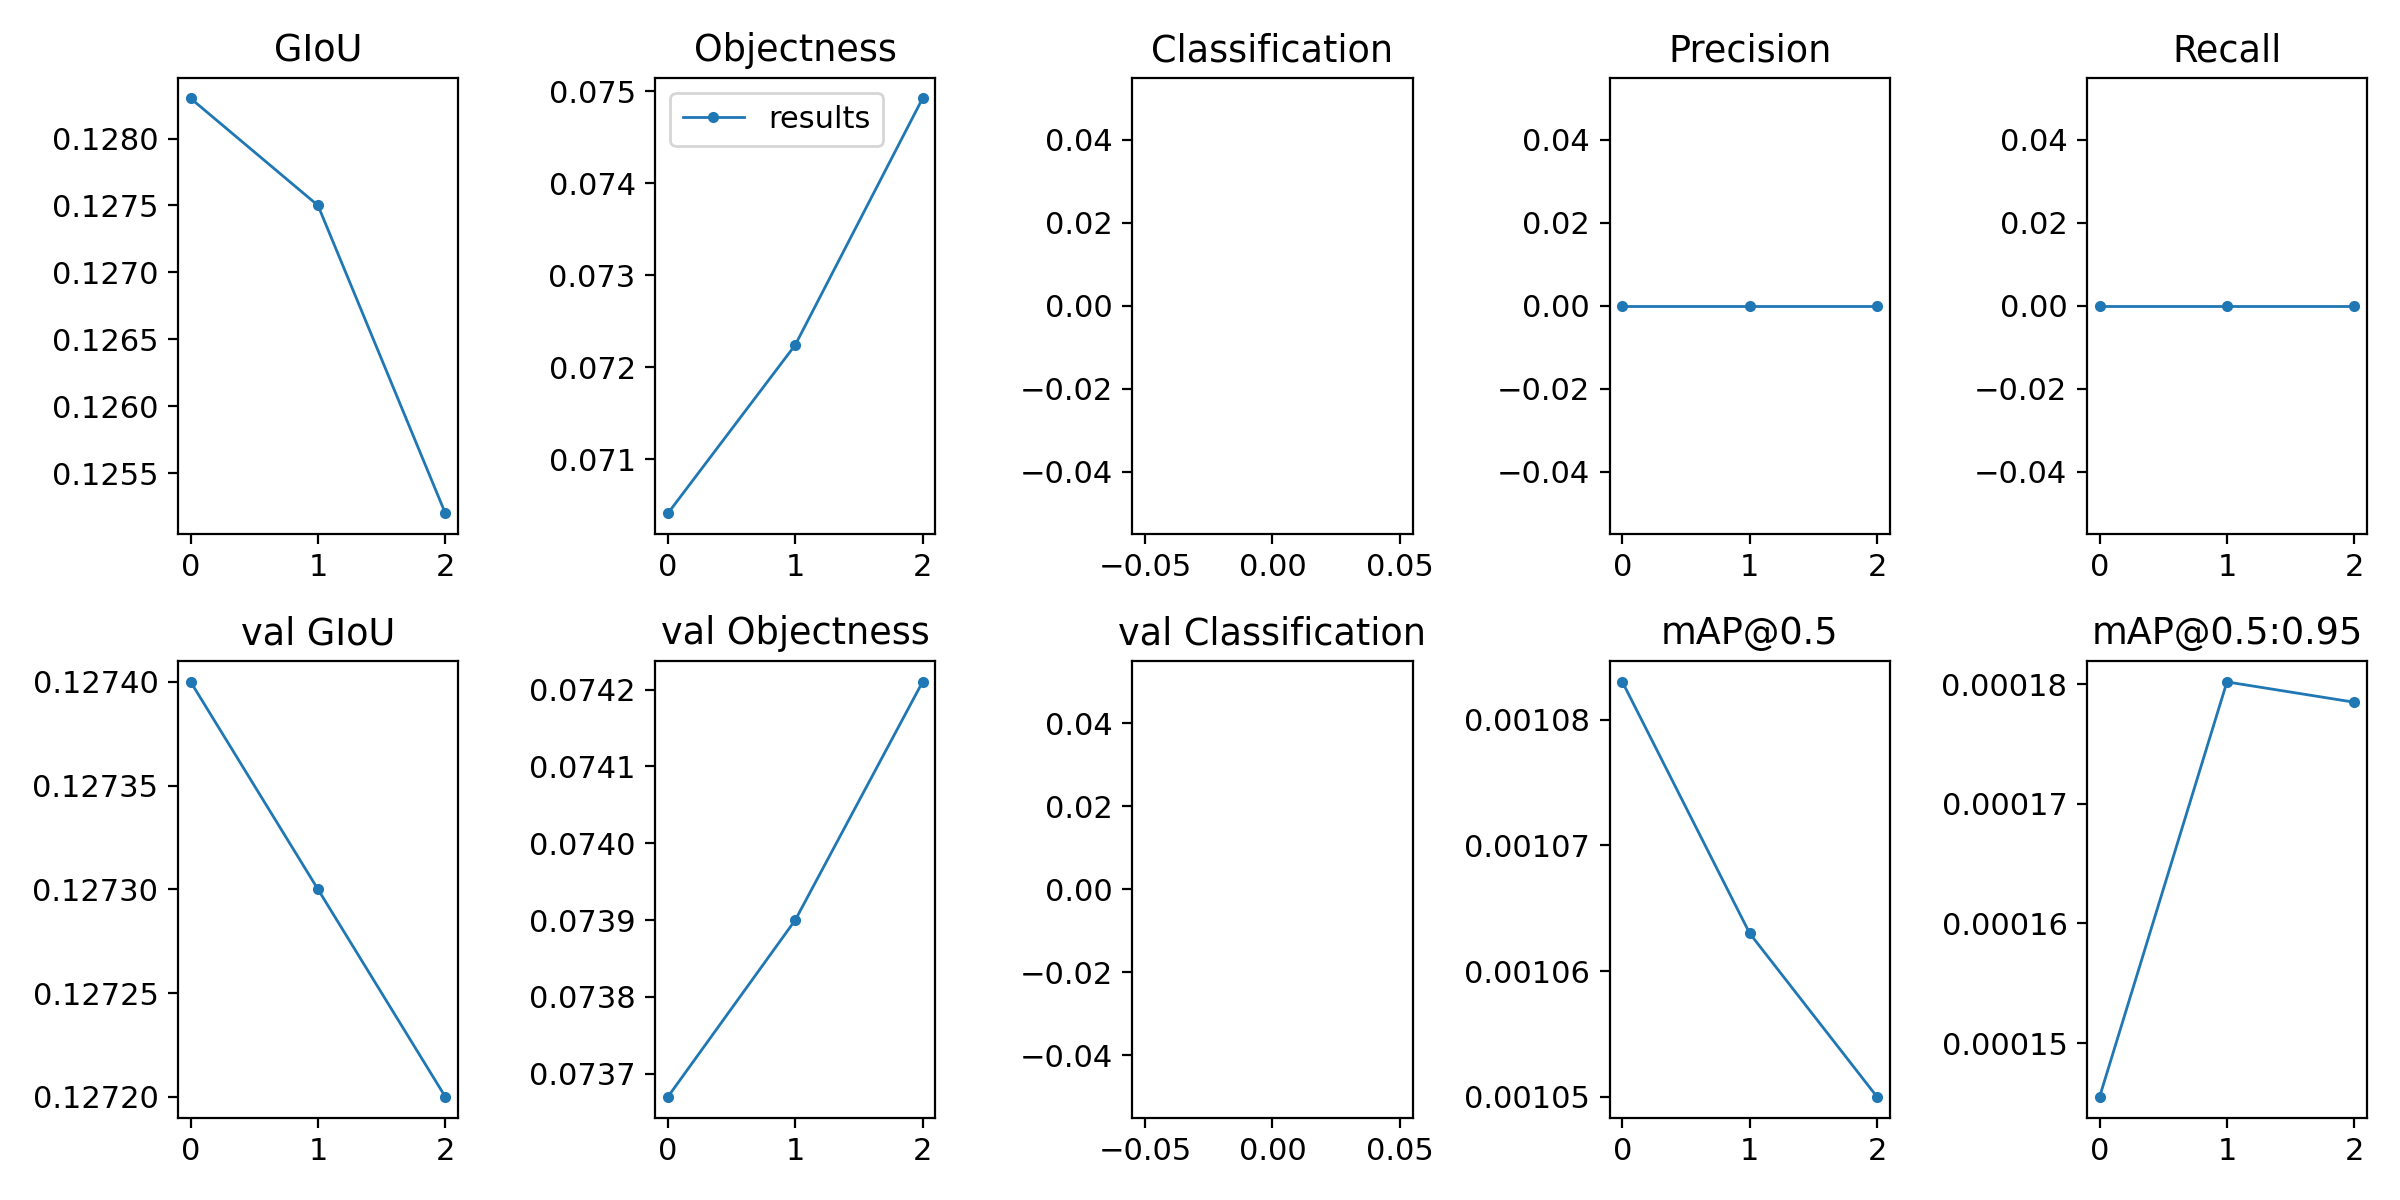 GIoU
0.1280
0.1275
0.1270
0.1265
0.1260
0.1255
0 1 2
Objectness
results
0.075
0.074
0.073
0.072
0.071
0 1 2
Classification
0.04
0.02
0.00
−0.02
−0.04
−0.05 0.00 0.05
Precision
0.04
0.02
0.00
−0.02
−0.04
0 1 2
Recall
0.04
0.02
0.00
−0.02
−0.04
0 1 2
val GIoU
0.12740
0.12735
0.12730
0.12725
0.12720
0 1 2
val Objectness
0.0742
0.0741
0.0740
0.0739
0.0738
0.0737
0 1 2
val Classification
0.04
0.02
0.00
−0.02
−0.04
−0.05 0.00 0.05
mAP@0.5
0.00108
0.00107
0.00106
0.00105
0 1 2
mAP@0.5:0.95
0.00018
0.00017
0.00016
0.00015
0 1 2